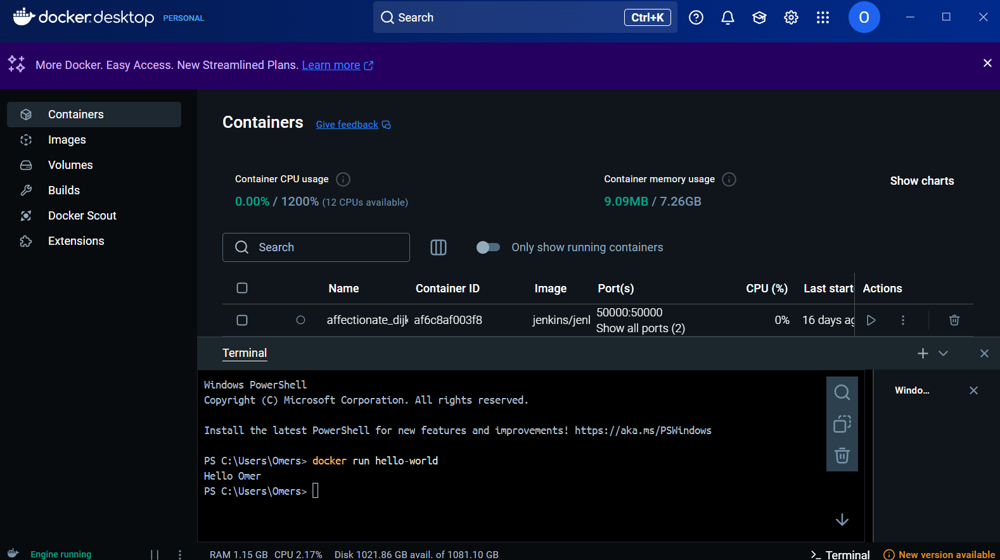 docker.desktop PERSONAL
Search Ctrl+K
O
More Docker. Easy Access. New Streamlined Plans. Learn more
Containers
Images
Volumes
Builds
Docker Scout
Extensions
Containers Give feedback
Container CPU usage
0.00% / 1200% (12 CPUs available)
Container memory usage
9.09MB / 7.26GB
Show charts
Search
Only show running containers
Name Container ID Image Port(s) CPU (%) Last start Actions
affectionate_dijk af6c8af003f8 jenkins/jenl 50000:50000 0% 16 days ag
Show all ports (2)
Terminal
Windows PowerShell
Copyright (C) Microsoft Corporation. All rights reserved.
Install the latest PowerShell for new features and improvements! https://aka.ms/PSWindows
PS C:\Users\Omers> docker run hello-world
Hello Omer
PS C:\Users\Omers>
Windo...
Engine running
RAM 1.15 GB CPU 2.17% Disk 1021.86 GB avail. of 1081.10 GB
>_ Terminal
New version available